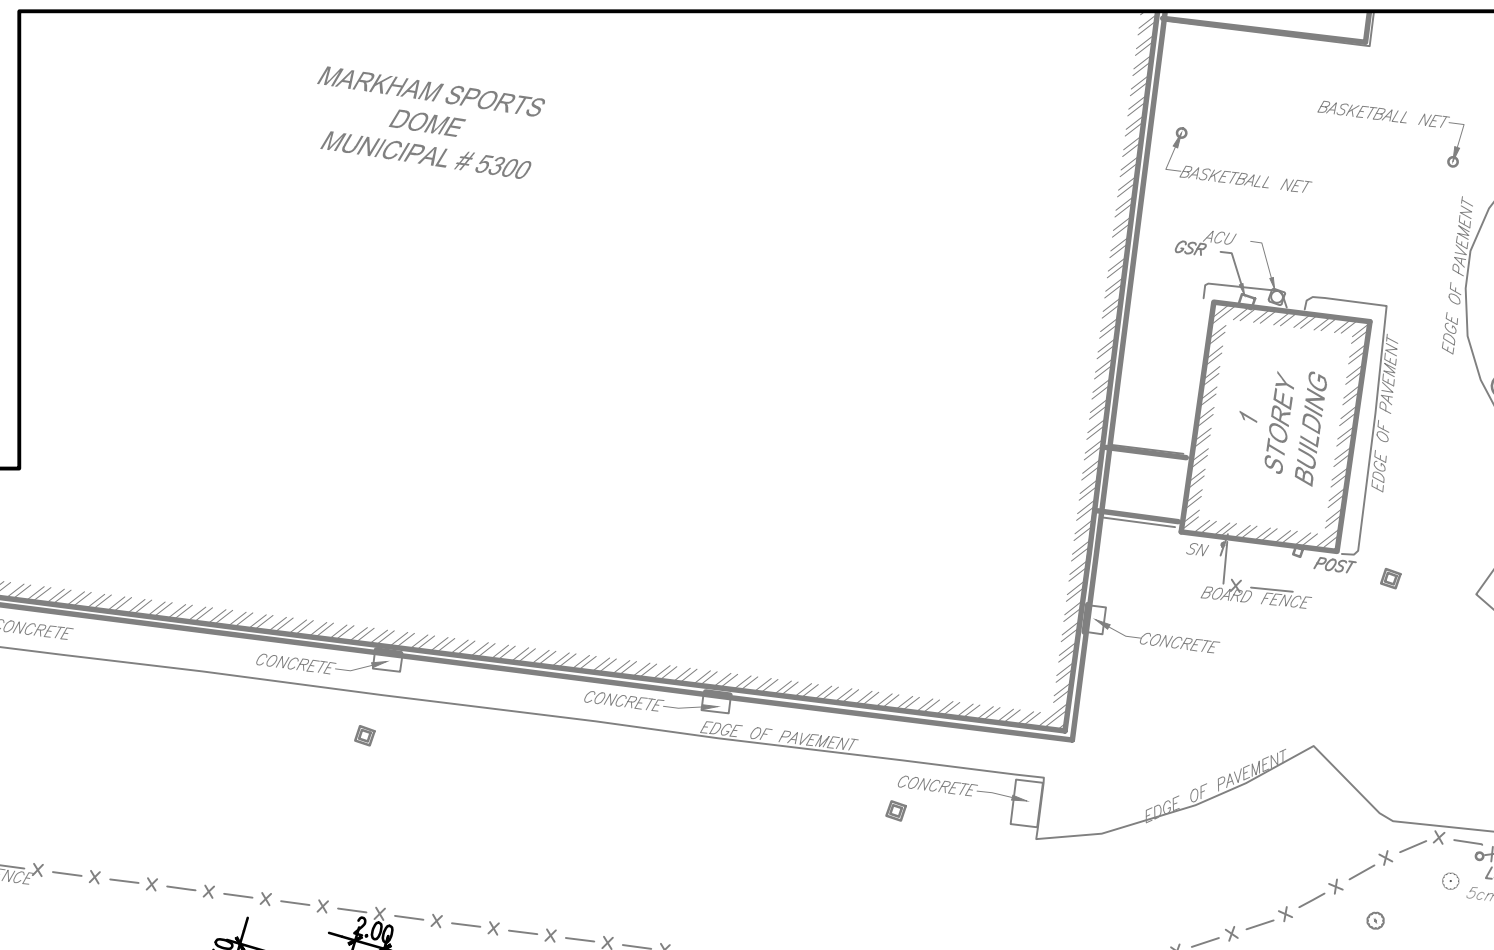 MARKHAM SPORTS
DOME
MUNICIPAL # 5300
BASKETBALL NET
BASKETBALL NET
ACU
GSR
EDGE OF PAVEMENT
EDGE OF PAVEMENT
1
STOREY
BUILDING
SN
POST
X
BOARD FENCE
CONCRETE
CONCRETE
CONCRETE
CONCRETE
EDGE OF PAVEMENT
CONCRETE
EDGE OF PAVEMENT
5cm
2.00